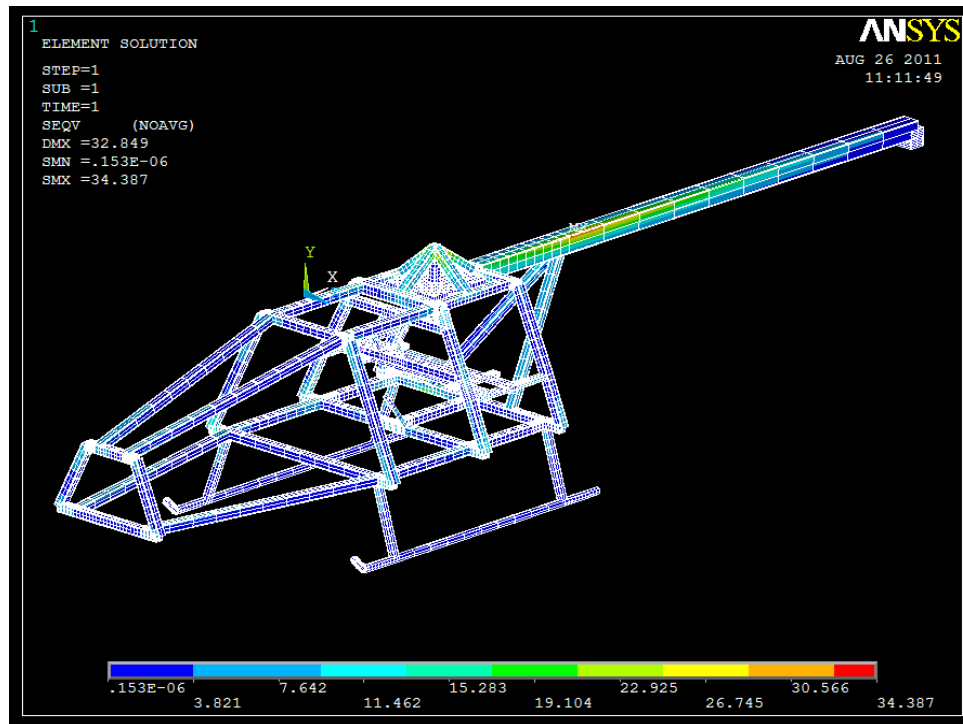 1
ANSYS
ELEMENT SOLUTION
AUG 26 2011
11:11:49
STEP=1
SUB =1
TIME=1
SEQV (NOAVG)
DMX =32.849
SMN =.153E-06
SMX =34.387
MX
Y
X
.153E-06 7.642 15.283 22.925 30.566
3.821 11.462 19.104 26.745 34.387